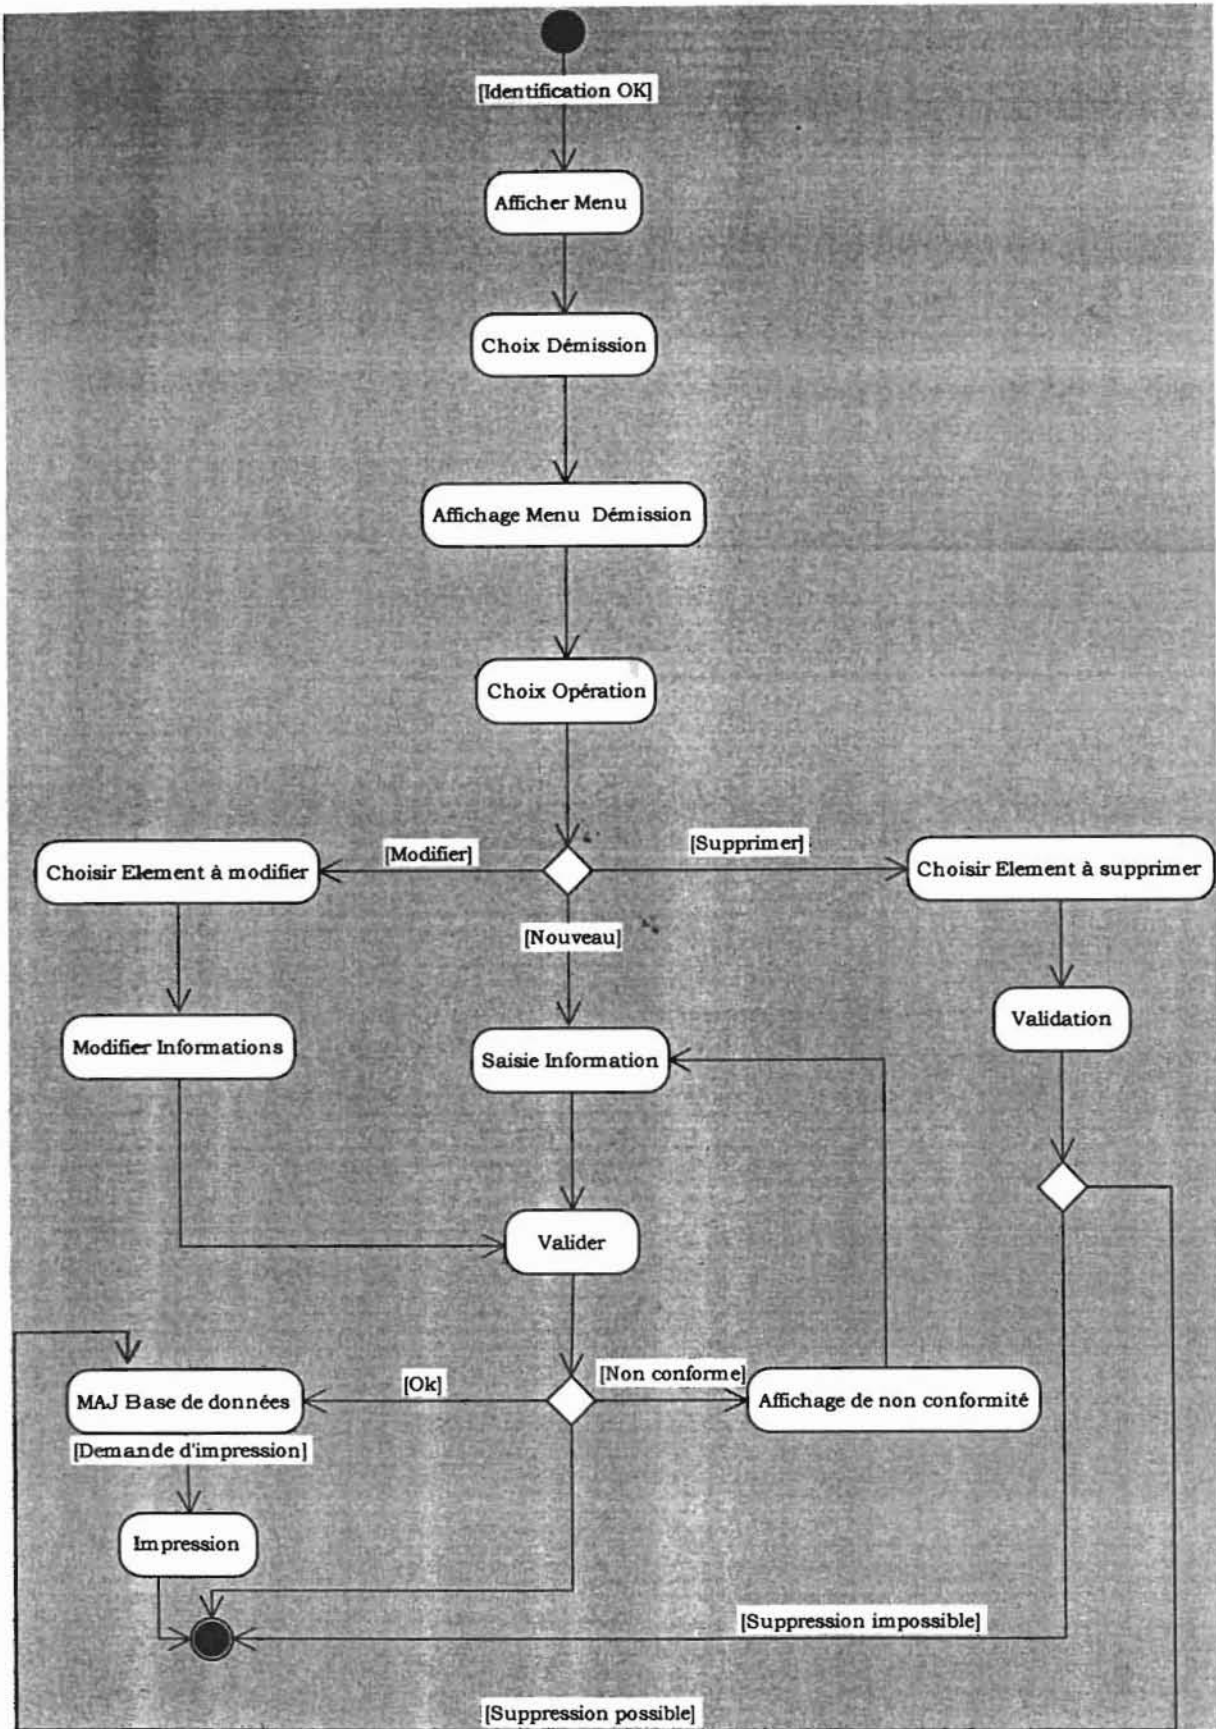 [Identification OK]
Afficher Menu
Choix Démission
Affichage Menu Démission
Choix Opération
[Modifier]
[Supprimer]
Choisir Element à modifier
Choisir Element à supprimer
[Nouveau]
Modifier Informations
Saisie Information
Validation
Valider
[Ok]
[Non conforme]
MAJ Base de données
Affichage de non conformité
[Demande d'impression]
Impression
[Suppression impossible]
[Suppression possible]